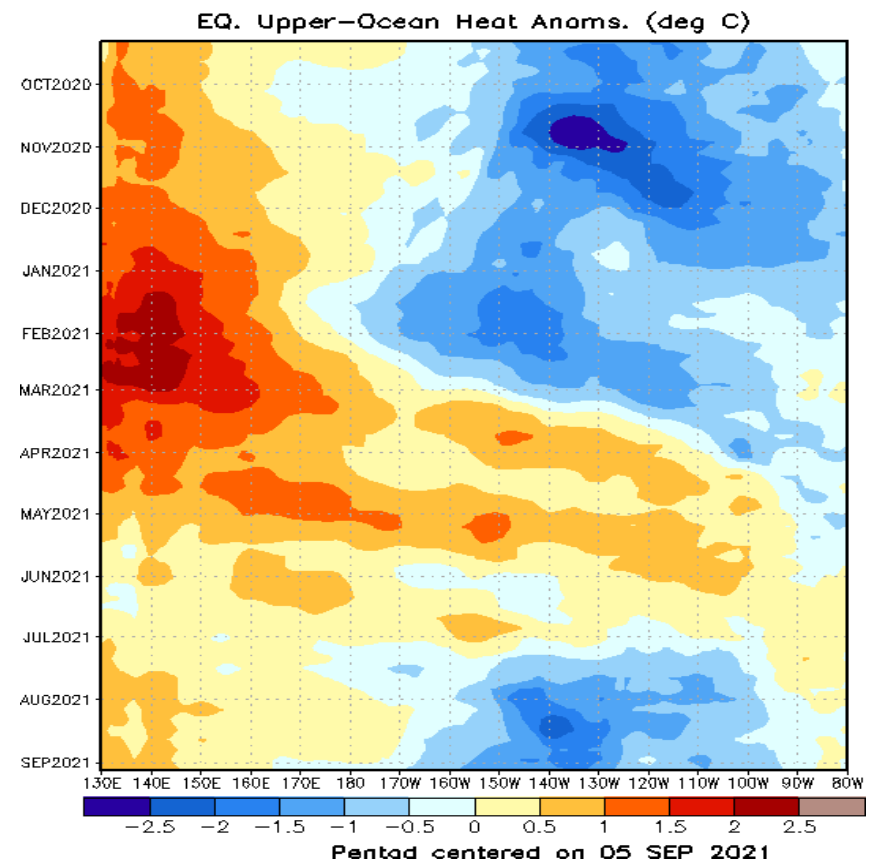 EQ. Upper-Ocean Heat Anoms. (deg C)
OCT2020
NOV2020
DEC2020
JAN2021
FEB2021
MAR2021
APR2021
MAY2021
JUN2021
JUL2021
AUG2021
SEP2021
130E 140E 150E 160E 170E 180 170W 160W 150W 140W 130W 120W 110W 100W 90W 80W
-2.5 -2 -1.5 -1 -0.5 0 0.5 1 1.5 2 2.5
Pentad centered on 05 SEP 2021